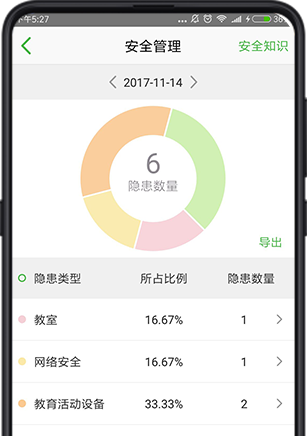 下午5:27 ... 36
安全管理 安全知识
2017-11-14
6
隐患数量
导出
隐患类型 所占比例 隐患数量
教室 16.67% 1
网络安全 16.67% 1
教育活动设备 33.33% 2